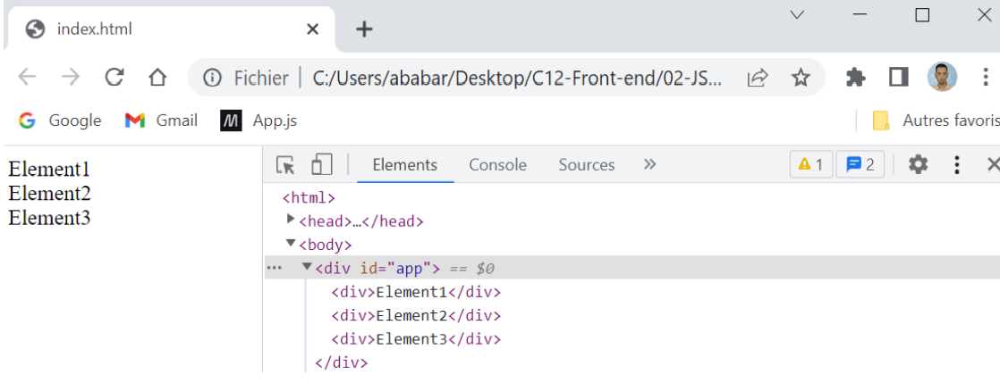 index.html
Fichier C:/Users/ababar/Desktop/C12-Front-end/02-JS...
Google Gmail M App.js Autres favoris
Element1
Element2
Element3
Elements Console Sources » 1 2
<html>
<head>…</head>
<body>
··· <div id="app"> == $0
<div>Element1</div>
<div>Element2</div>
<div>Element3</div>
</div>